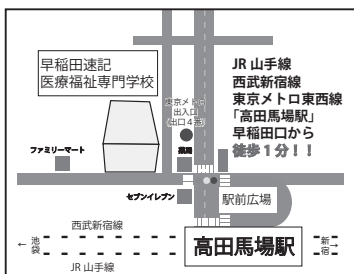 早稲田速記
医療福祉専門学校
JR 山手線
西武新宿線
東京メトロ東西線
「高田馬場駅」
早稲田口から
徒歩 1 分！！
東京メトロ
出入口
(出口4番)
ファミリーマート
薬局
セブンイレブン
駅前広場
西武新宿線
← 池袋
高田馬場駅
新宿 →
JR 山手線